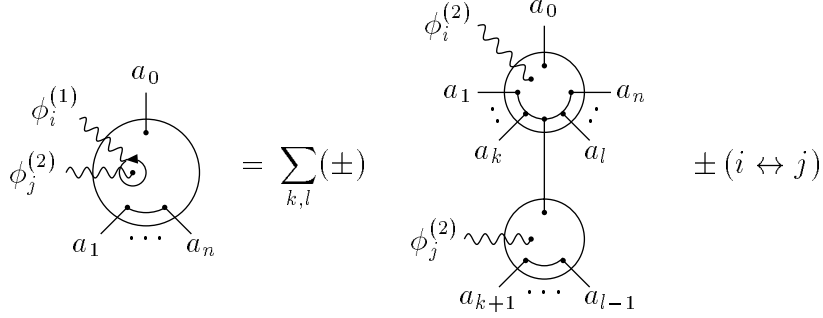 a_0
ϕ_i^{(1)}
ϕ_j^{(2)}
a_1 ··· a_n
= \sum_{k,l} (±)
a_0
ϕ_i^{(2)}
a_1 a_n
a_k a_l
ϕ_j^{(2)}
a_{k+1} ··· a_{l−1}
± (i ↔ j)